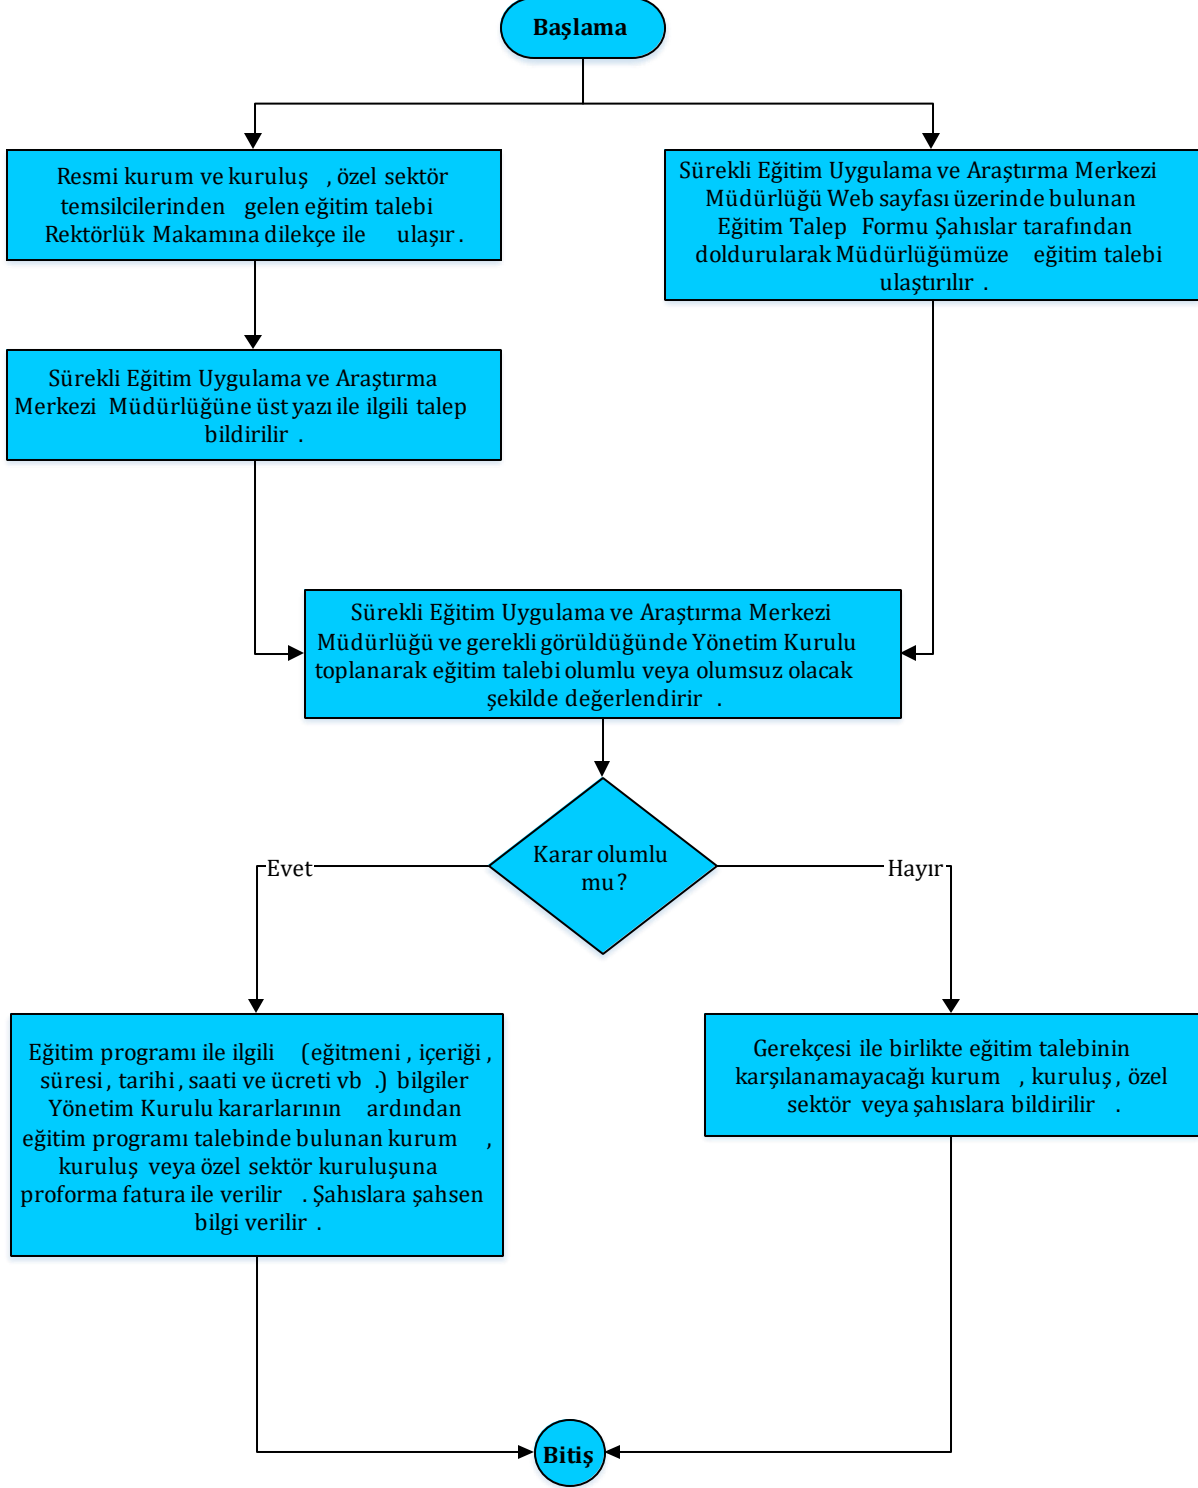 Başlama
Resmi kurum ve kuruluş , özel sektör
temsilcilerinden gelen eğitim talebi
Rektörlük Makamına dilekçe ile ulaşır .
Sürekli Eğitim Uygulama ve Araştırma Merkezi
Müdürlüğü Web sayfası üzerinde bulunan
Eğitim Talep Formu Şahıslar tarafından
doldurularak Müdürlüğümüze eğitim talebi
ulaştırılır .
Sürekli Eğitim Uygulama ve Araştırma
Merkezi Müdürlüğüne üst yazı ile ilgili talep
bildirilir .
Sürekli Eğitim Uygulama ve Araştırma Merkezi
Müdürlüğü ve gerekli görüldüğünde Yönetim Kurulu
toplanarak eğitim talebi olumlu veya olumsuz olacak
şekilde değerlendirir .
Karar olumlu
mu ?
Evet
Hayır
Eğitim programı ile ilgili (eğitmeni , içeriği ,
süresi , tarihi , saati ve ücreti vb .) bilgiler
Yönetim Kurulu kararlarının ardından
eğitim programı talebinde bulunan kurum ,
kuruluş veya özel sektör kuruluşuna
proforma fatura ile verilir . Şahıslara şahsen
bilgi verilir .
Gerekçesi ile birlikte eğitim talebinin
karşılanamayacağı kurum , kuruluş , özel
sektör veya şahıslara bildirilir .
Bitiş